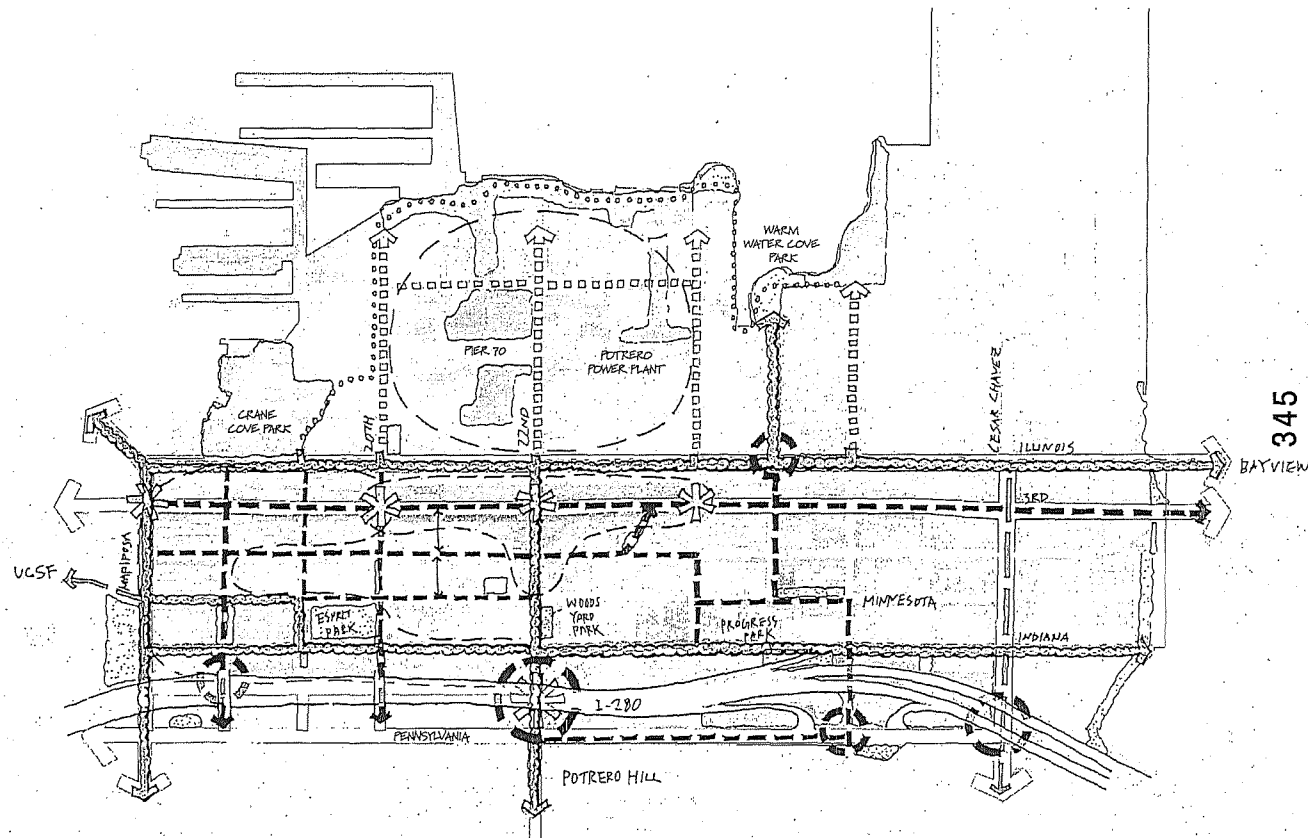 WARM
WATER COVE
PARK
PIER 70
POTRERO
POWER PLANT
CRANE
COVE PARK
20TH
22ND
CESAR CHAVEZ
ILLINOIS
345
BAYVIEW
3RD
MARIPOSA
UCSF
ESPRIT
PARK
WOODS
YARD
PARK
MINNESOTA
PROGRESS
PARK
INDIANA
I-280
PENNSYLVANIA
POTRERO HILL